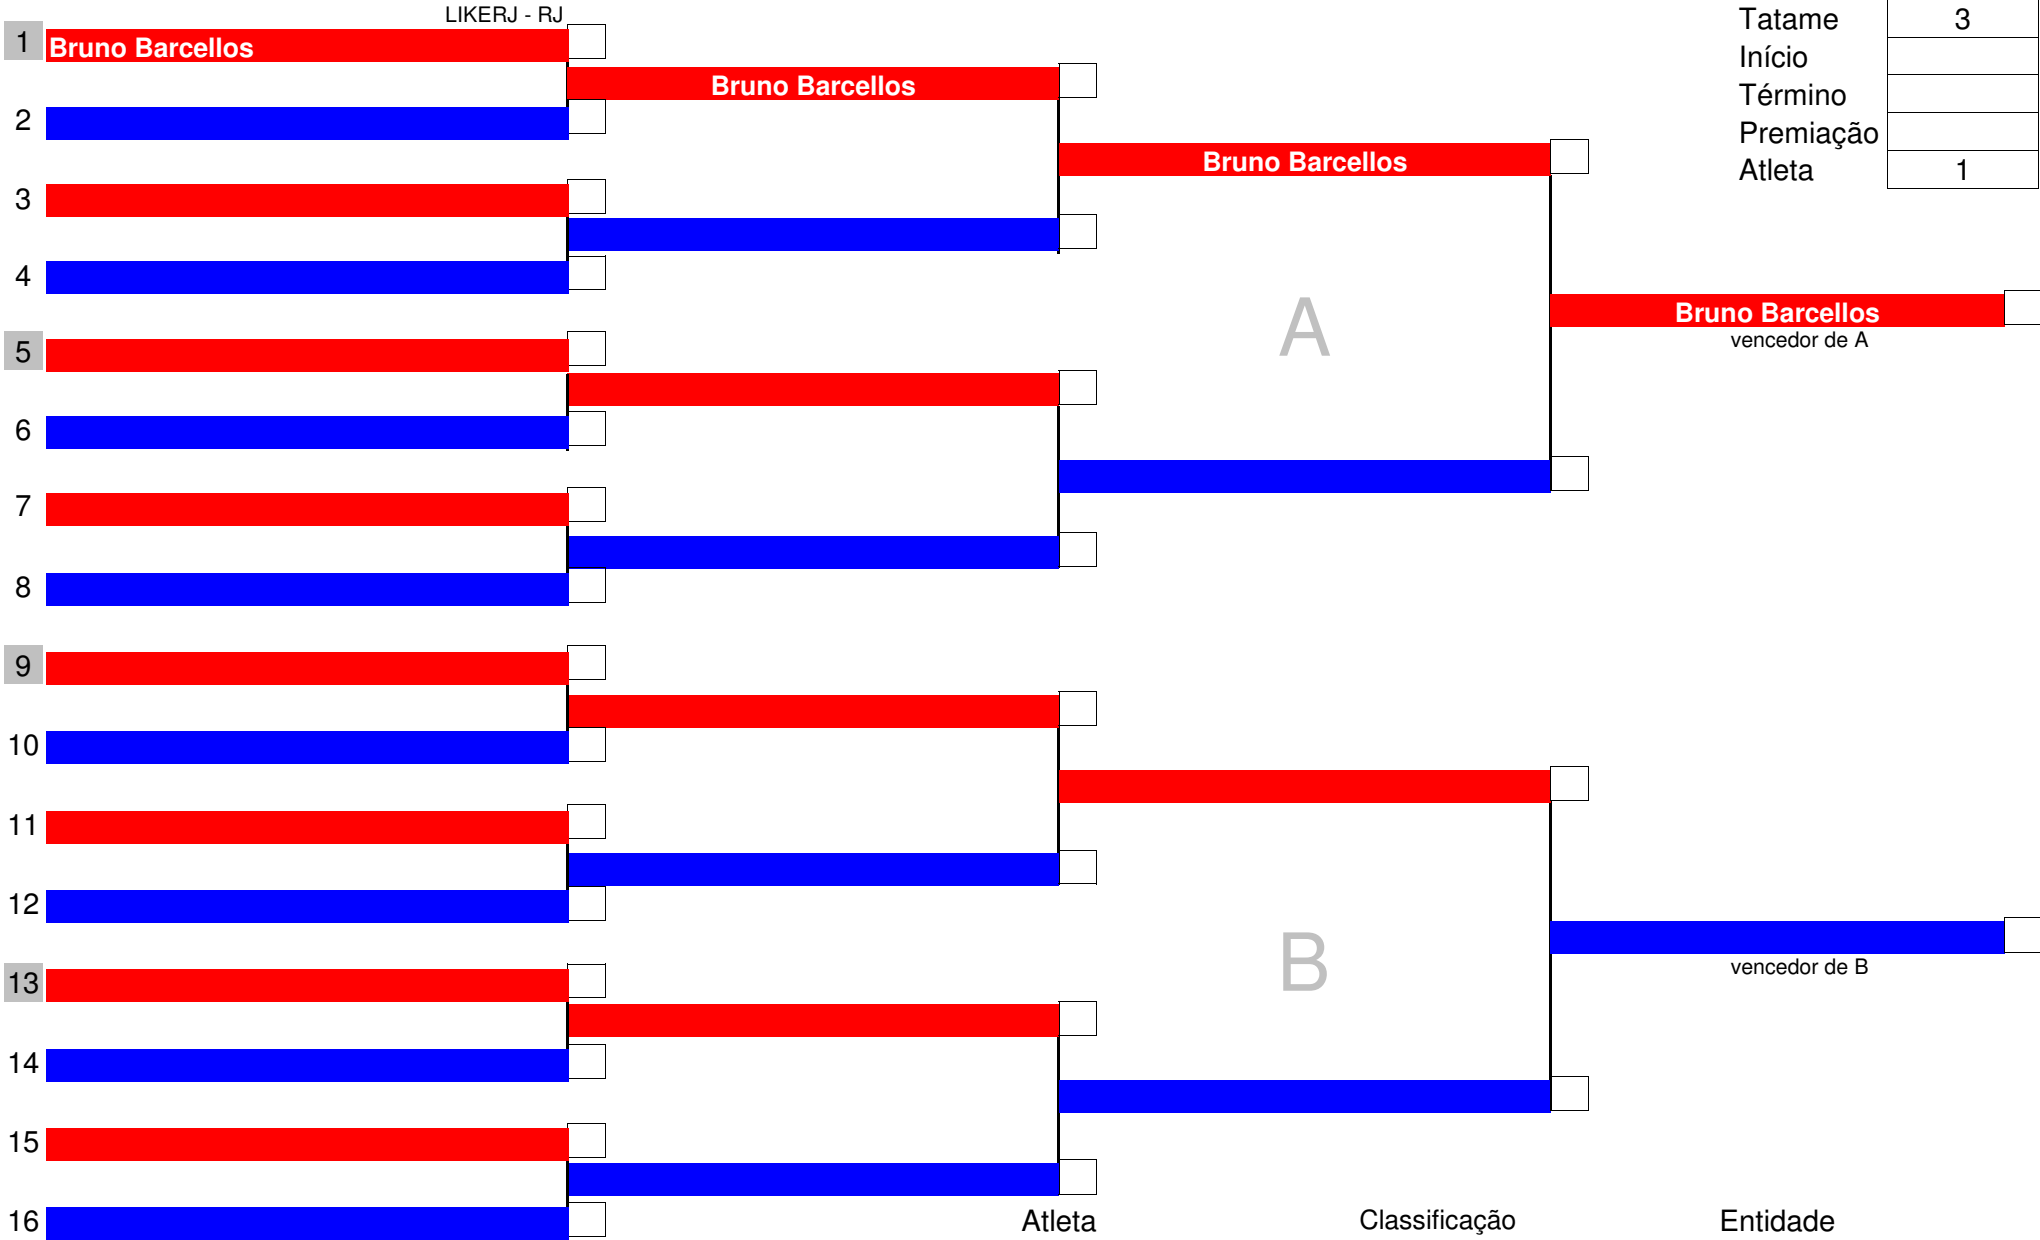 LIKERJ - RJ
1 Bruno Barcellos
Bruno Barcellos
2
Bruno Barcellos
3
4
Bruno Barcellos
vencedor de A
A
5
6
7
8
9
10
11
12
B
vencedor de B
13
14
15
16
Tatame 3
Início
Término
Premiação
Atleta 1
Atleta Classificação Entidade